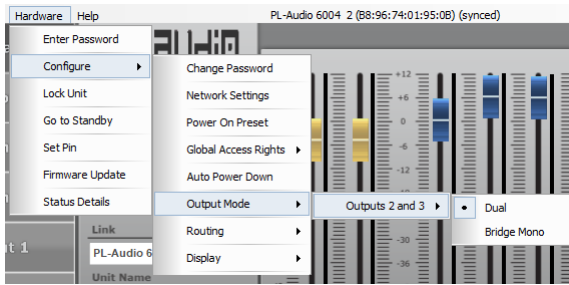 Hardware Help PL-Audio 6004 2 (B8:96:74:01:95:0B) (synced)
Enter Password
Configure
Lock Unit
Go to Standby
Set Pin
Firmware Update
Status Details
Change Password
Network Settings
Power On Preset
Global Access Rights
Auto Power Down
Output Mode
Routing
Display
Outputs 2 and 3
Dual
Bridge Mono
+12
+6
0
-6
-12
-30
-36
Link
PL-Audio 6
Unit Name